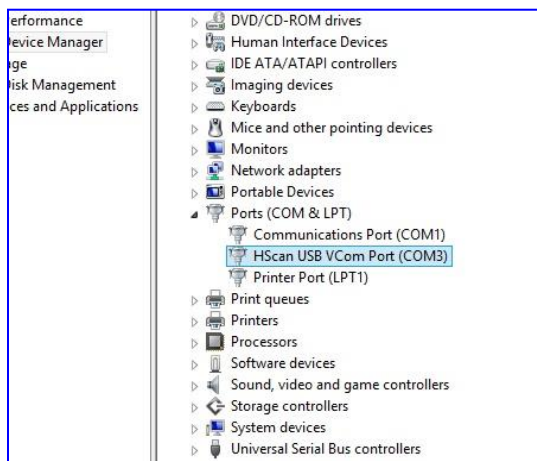 erformance
Device Manager
ge
isk Management
ces and Applications
DVD/CD-ROM drives
Human Interface Devices
IDE ATA/ATAPI controllers
Imaging devices
Keyboards
Mice and other pointing devices
Monitors
Network adapters
Portable Devices
Ports (COM & LPT)
Communications Port (COM1)
HScan USB VCom Port (COM3)
Printer Port (LPT1)
Print queues
Printers
Processors
Software devices
Sound, video and game controllers
Storage controllers
System devices
Universal Serial Bus controllers